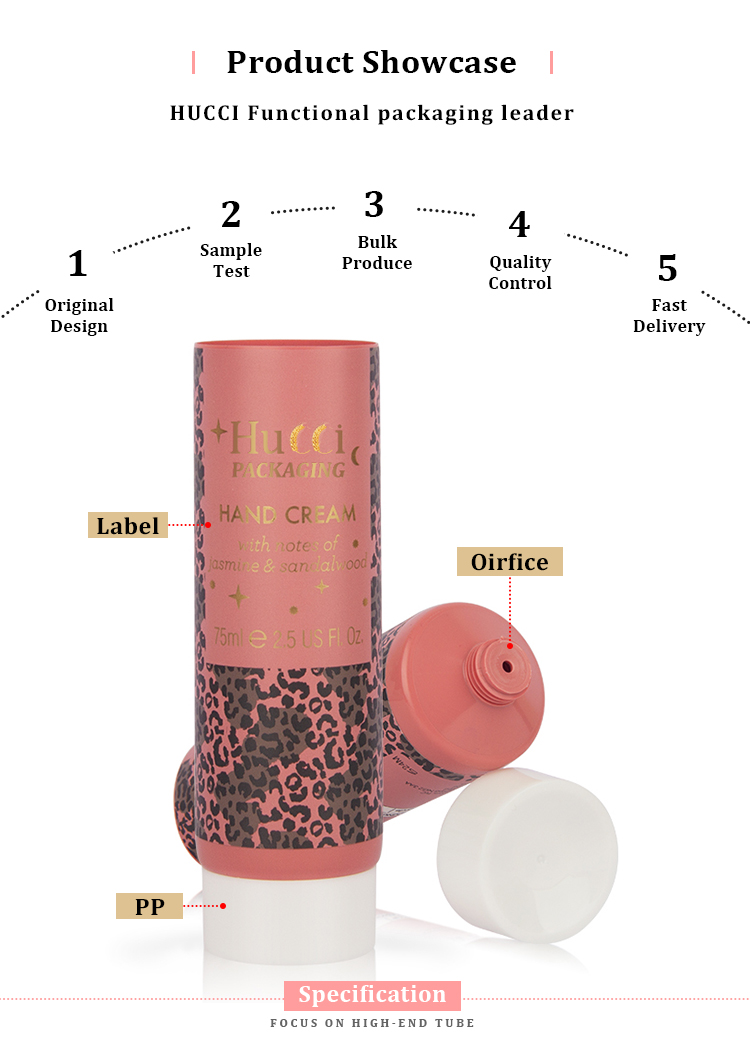 Product Showcase
HUCCI Functional packaging leader
1
Original
Design
2
Sample
Test
3
Bulk
Produce
4
Quality
Control
5
Fast
Delivery
Hucci
PACKAGING
HAND CREAM
with notes of
jasmine & sandalwood
75ml ℮ 2.5 US Fl. Oz.
Label
Oirfice
PP
Specification
FOCUS ON HIGH-END TUBE